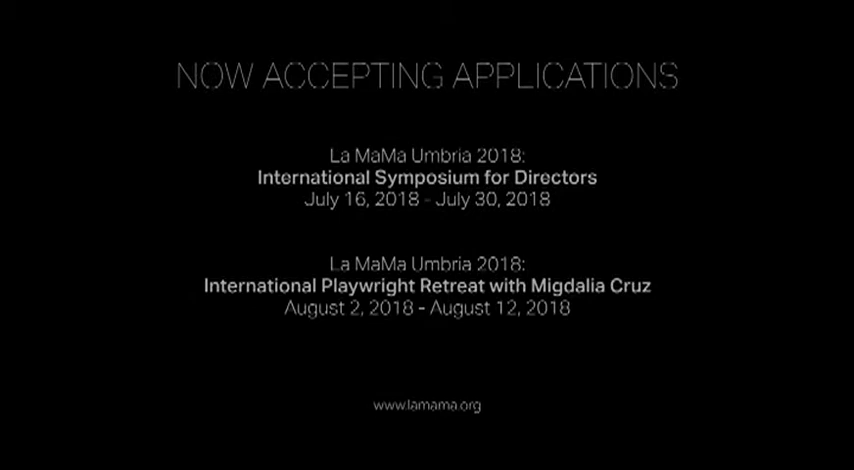 NOW ACCEPTING APPLICATIONS
La MaMa Umbria 2018:
International Symposium for Directors
July 16, 2018 - July 30, 2018
La MaMa Umbria 2018:
International Playwright Retreat with Migdalia Cruz
August 2, 2018 - August 12, 2018
www.lamama.org